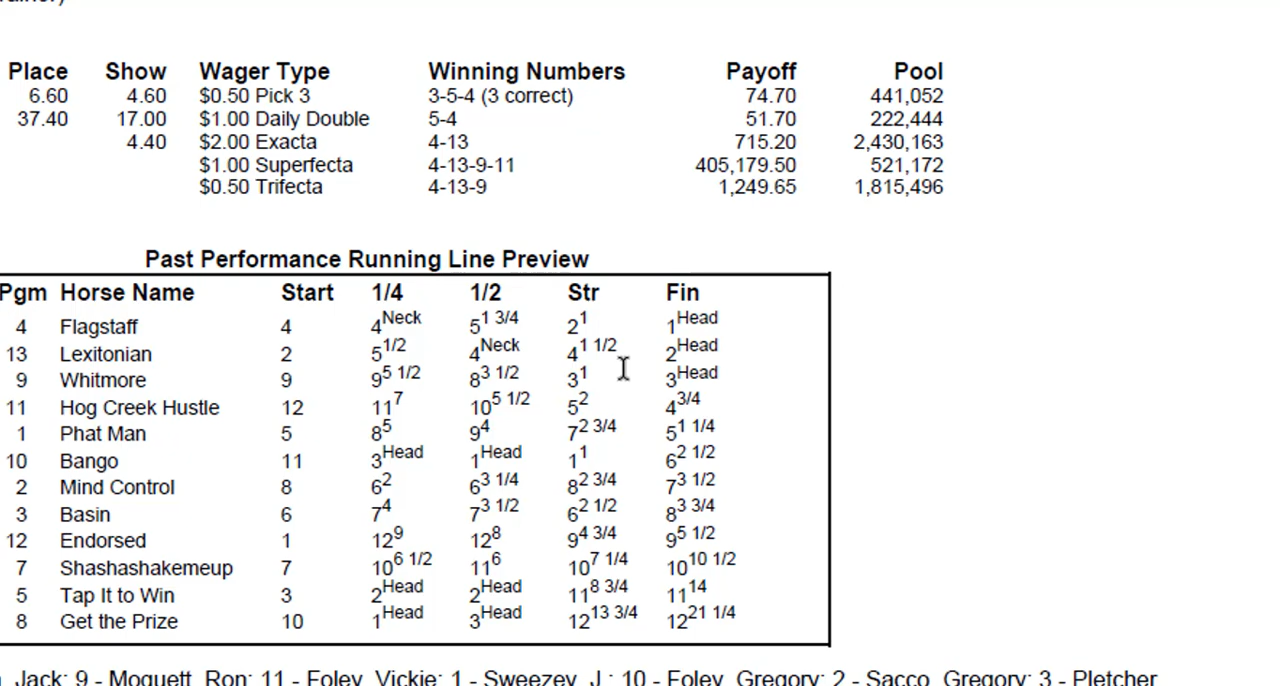 Place Show Wager Type Winning Numbers Payoff Pool
6.60 4.60 $0.50 Pick 3 3-5-4 (3 correct) 74.70 441,052
37.40 17.00 $1.00 Daily Double 5-4 51.70 222,444
4.40 $2.00 Exacta 4-13 715.20 2,430,163
$1.00 Superfecta 4-13-9-11 405,179.50 521,172
$0.50 Trifecta 4-13-9 1,249.65 1,815,496
Past Performance Running Line Preview
Pgm Horse Name Start 1/4 1/2 Str Fin
4 Flagstaff 4 4Neck 51 3/4 21 1Head
13 Lexitonian 2 51/2 4Neck 41 1/2 2Head
9 Whitmore 9 95 1/2 83 1/2 31 3Head
11 Hog Creek Hustle 12 117 105 1/2 52 43/4
1 Phat Man 5 85 94 72 3/4 51 1/4
10 Bango 11 3Head 1Head 11 62 1/2
2 Mind Control 8 62 63 1/4 82 3/4 73 1/2
3 Basin 6 74 73 1/2 62 1/2 83 3/4
12 Endorsed 1 129 128 94 3/4 95 1/2
7 Shashashakemeup 7 106 1/2 116 107 1/4 1010 1/2
5 Tap It to Win 3 2Head 2Head 118 3/4 1114
8 Get the Prize 10 1Head 3Head 1213 3/4 1221 1/4
Jack; 9 - Moquett, Ron; 11 - Foley, Vickie; 1 - Sweezey, J.; 10 - Foley, Gregory; 2 - Sacco, Gregory; 3 - Pletcher